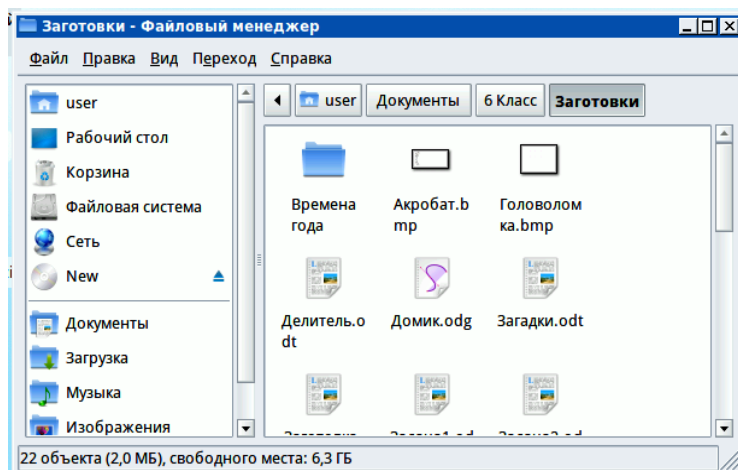 Заготовки - Файловый менеджер
Файл Правка Вид Переход Справка
user
Рабочий стол
Корзина
Файловая система
Сеть
New
Документы
Загрузка
Музыка
Изображения
user Документы 6 Класс Заготовки
Времена
года
Акробат.b
mp
Головолом
ка.bmp
Делитель.о
dt
Домик.odg
Загадки.odt
22 объекта (2,0 МБ), свободного места: 6,3 ГБ